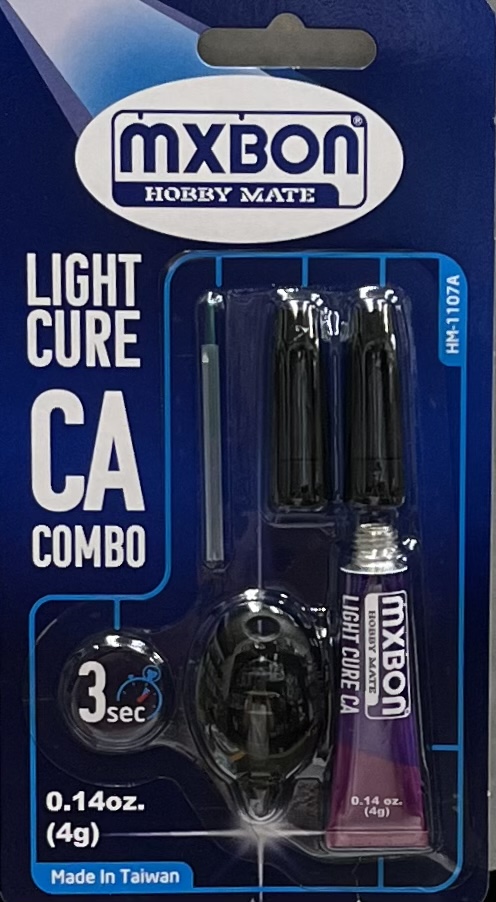 MXBON®
HOBBY MATE
LIGHT
CURE
CA
COMBO
HM-1107A
3sec
MXBON
HOBBY MATE
LIGHT CURE CA
0.14 oz.
(4g)
0.14oz.
(4g)
Made In Taiwan